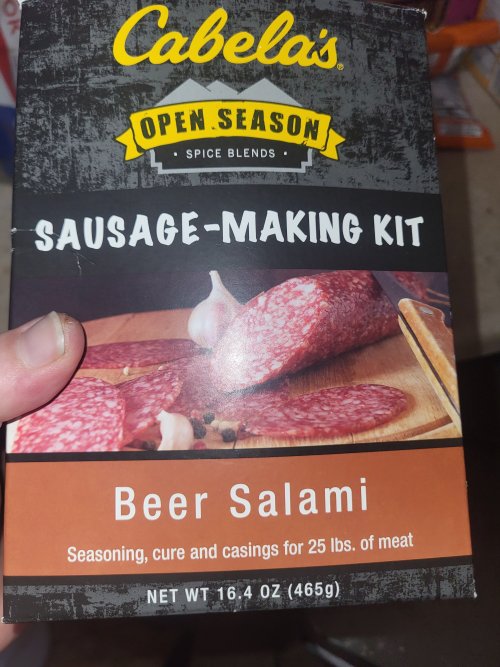 Cabela's®
OPEN SEASON
• SPICE BLENDS •
SAUSAGE-MAKING KIT
Beer Salami
Seasoning, cure and casings for 25 lbs. of meat
NET WT 16.4 OZ (465g)